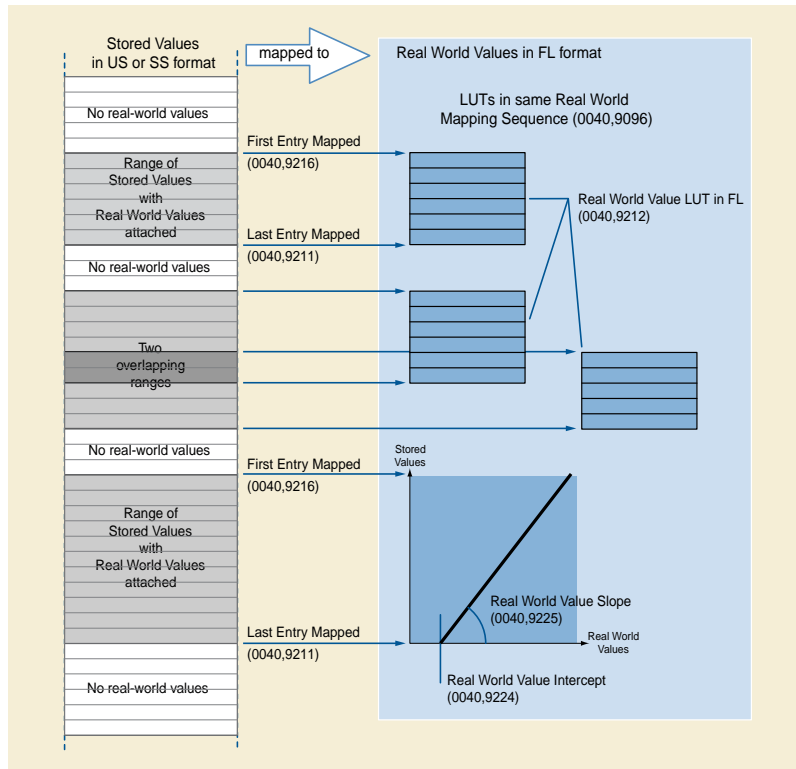 Stored Values
in US or SS format
mapped to
Real World Values in FL format
LUTs in same Real World
Mapping Sequence (0040,9096)
No real-world values
First Entry Mapped
(0040,9216)
Range of
Stored Values
with
Real World Values
attached
Real World Value LUT in FL
(0040,9212)
Last Entry Mapped
(0040,9211)
No real-world values
Two
overlapping
ranges
No real-world values
First Entry Mapped
(0040,9216)
Stored
Values
Range of
Stored Values
with
Real World Values
attached
Real World Value Slope
(0040,9225)
Last Entry Mapped
(0040,9211)
Real World
Values
No real-world values
Real World Value Intercept
(0040,9224)